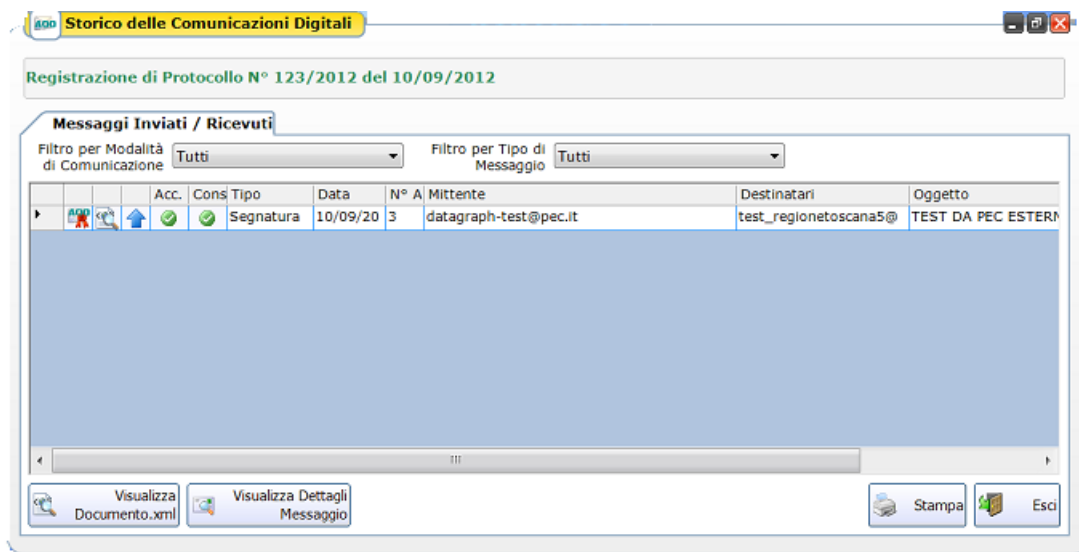 AOO Storico delle Comunicazioni Digitali
Registrazione di Protocollo N° 123/2012 del 10/09/2012
Messaggi Inviati / Ricevuti
Filtro per Modalità
di Comunicazione
Tutti
Filtro per Tipo di
Messaggio
Tutti
Acc. Cons Tipo Data N° A Mittente Destinatari Oggetto
Segnatura 10/09/20 3 datagraph-test@pec.it test_regionetoscana5@ TEST DA PEC ESTERN
Visualizza
Documento.xml
Visualizza Dettagli
Messaggio
Stampa
Esci